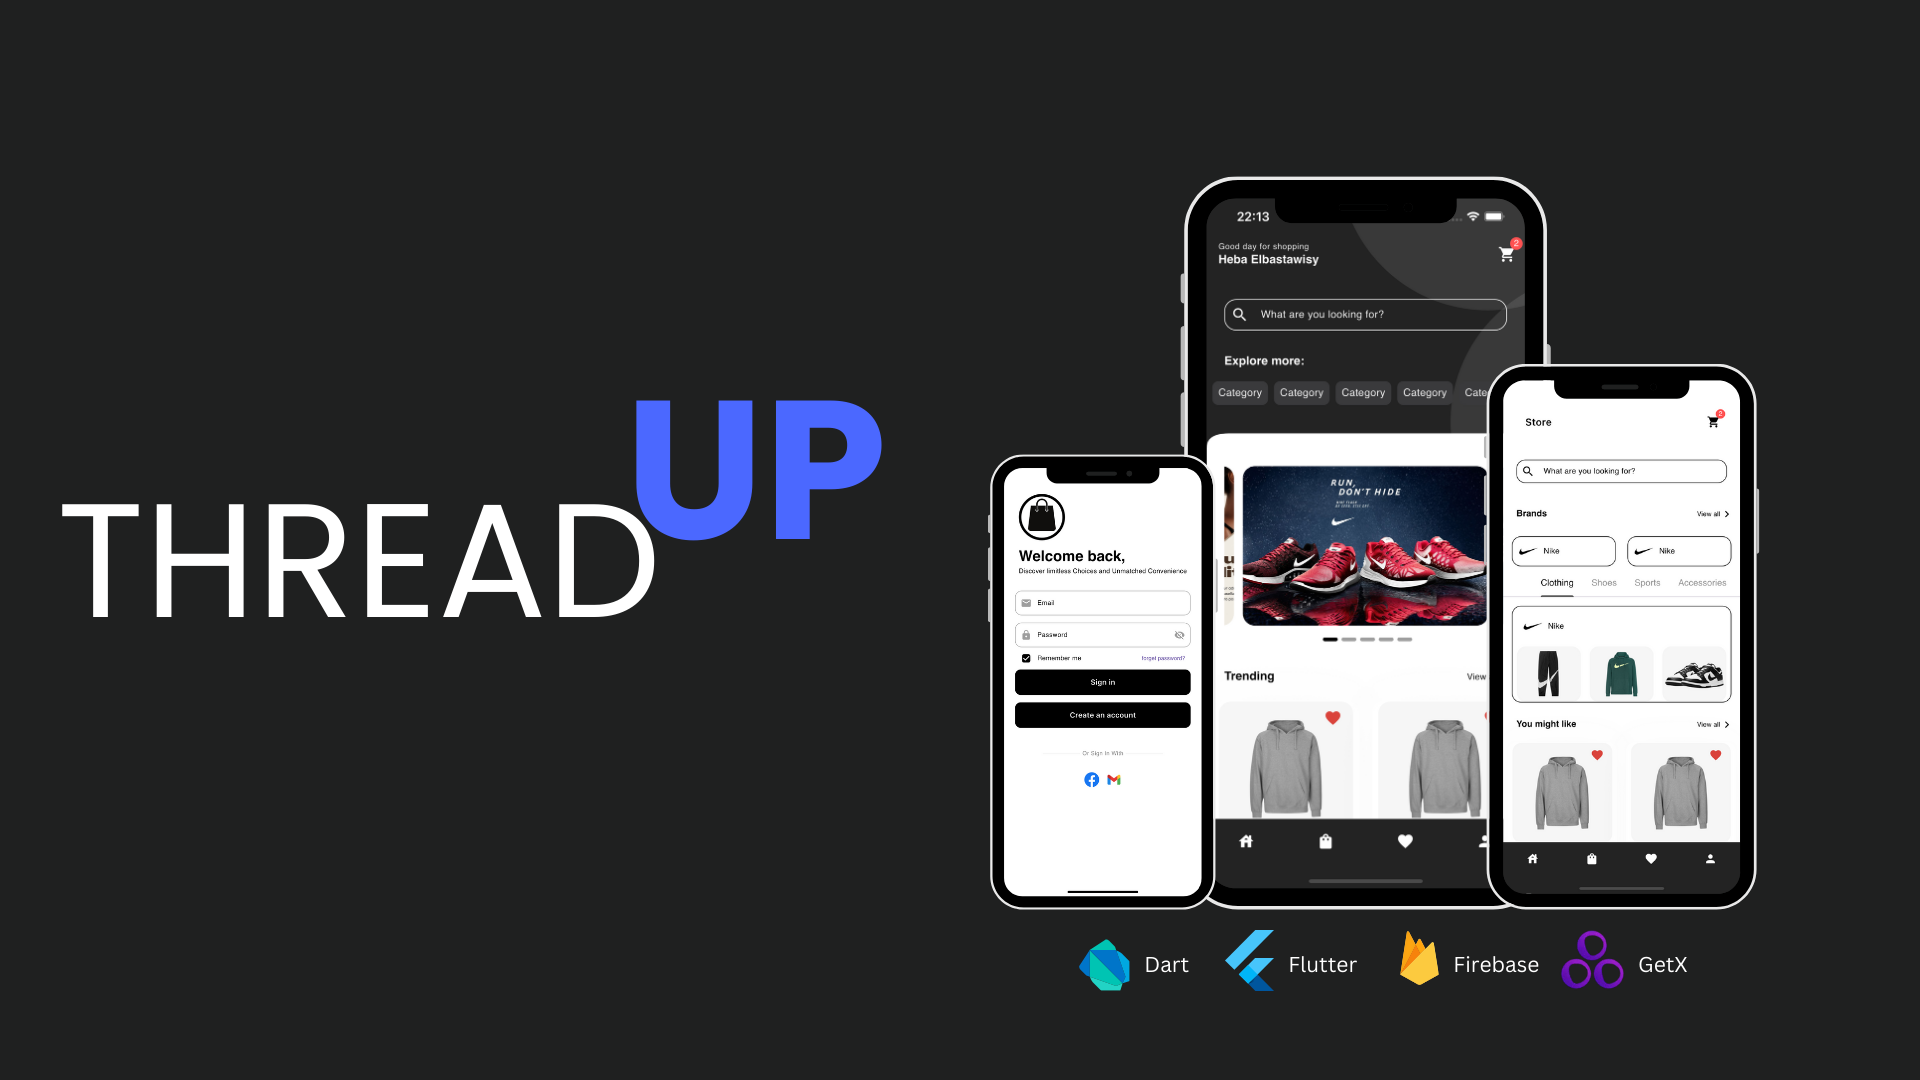 THREADUP
Welcome back,
Discover limitless Choices and Unmatched Convenience
Email
Password
Remember me
forget password?
Sign in
Create an account
Or Sign In With
22:13
Good day for shopping
Heba Elbastawisy
2
What are you looking for?
Explore more:
Category Category Category Category Cate
RUN,
DON'T HIDE
Trending
View
Store
2
What are you looking for?
Brands
View all
Nike
Nike
Clothing Shoes Sports Accessories
Nike
You might like
View all
Dart
Flutter
Firebase
GetX